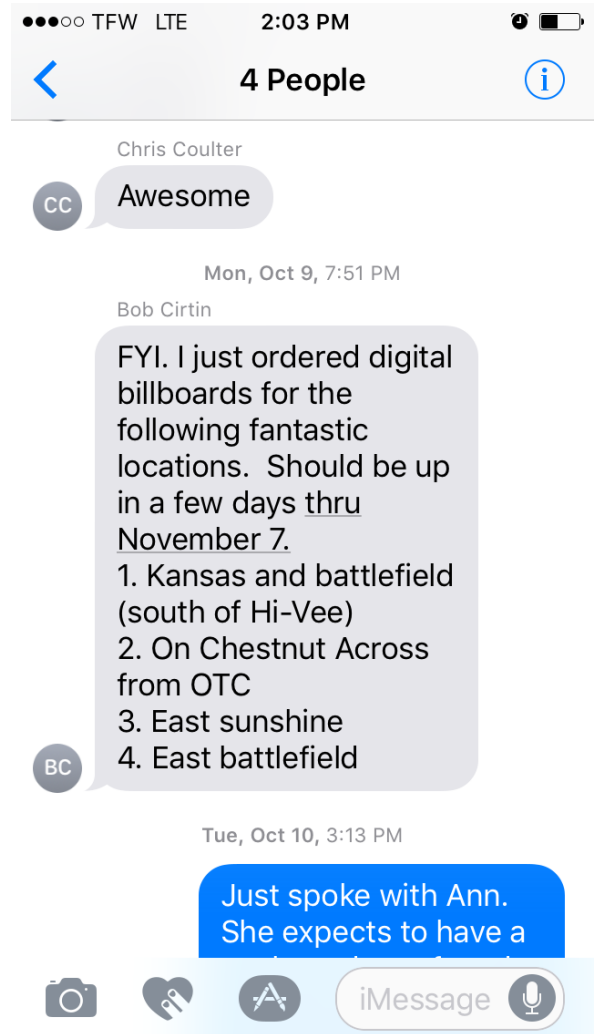 TFW LTE 2:03 PM
4 People
Chris Coulter
CC
Awesome
Mon, Oct 9, 7:51 PM
Bob Cirtin
FYI. I just ordered digital
billboards for the
following fantastic
locations.  Should be up
in a few days thru
November 7.
1. Kansas and battlefield
(south of Hi-Vee)
2. On Chestnut Across
from OTC
3. East sunshine
4. East battlefield
BC
Tue, Oct 10, 3:13 PM
Just spoke with Ann.
She expects to have a
iMessage